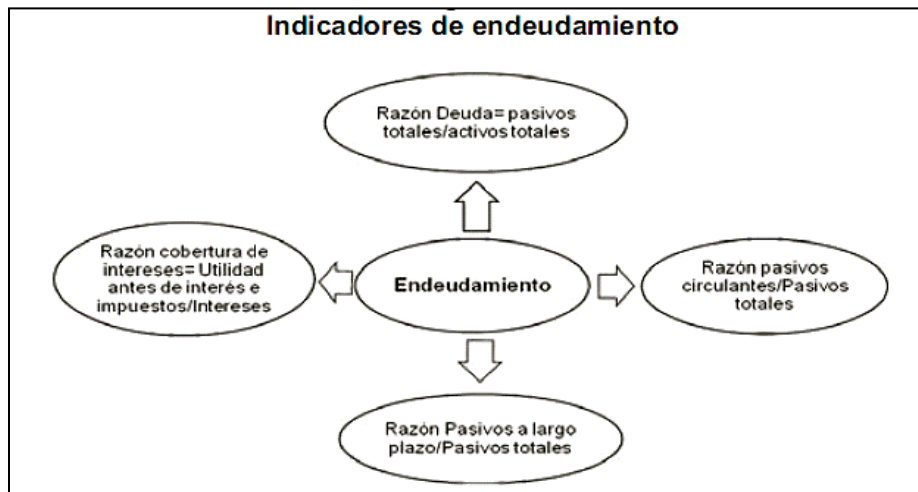 Indicadores de endeudamiento
Razón Deuda= pasivos
totales/activos totales
Razón cobertura de
intereses= Utilidad
antes de interés e
impuestos/Intereses
Endeudamiento
Razón pasivos
circulantes/Pasivos
totales
Razón Pasivos a largo
plazo/Pasivos totales